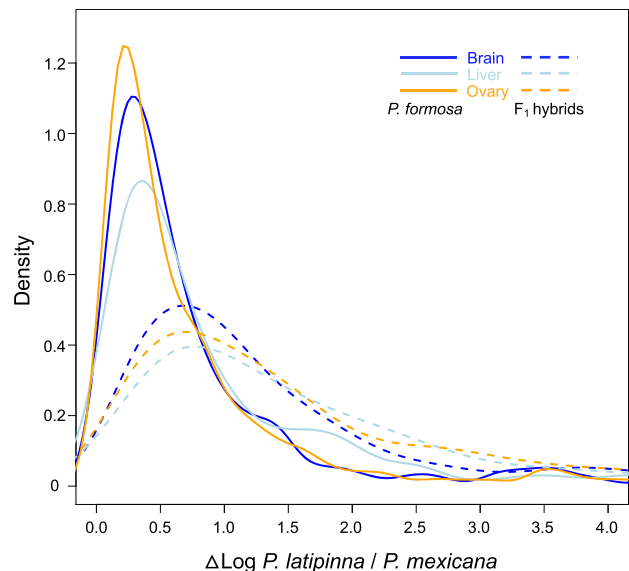 Brain
Liver
Ovary
P. formosa F₁ hybrids
1.2
1.0
0.8
0.6
0.4
0.2
0
Density
0.0 0.5 1.0 1.5 2.0 2.5 3.0 3.5 4.0
△Log P. latipinna / P. mexicana